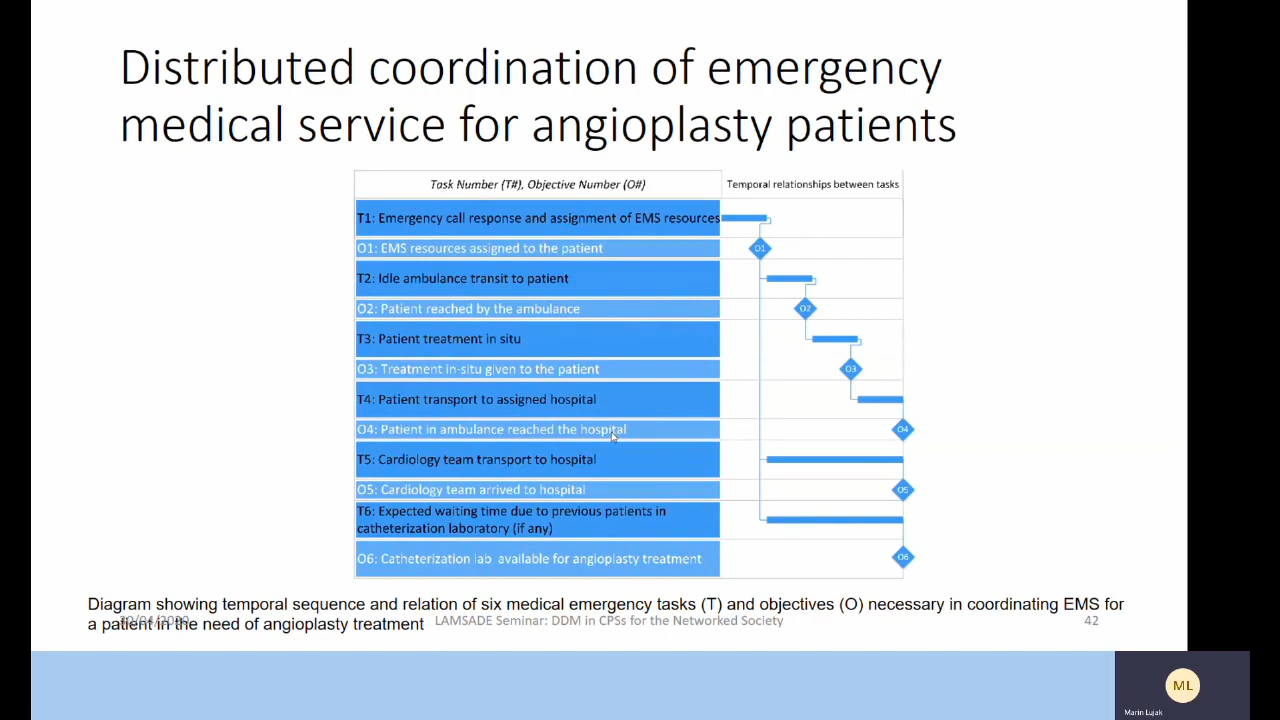 Distributed coordination of emergency
medical service for angioplasty patients
Task Number (T#), Objective Number (O#)
Temporal relationships between tasks
T1: Emergency call response and assignment of EMS resources
O1: EMS resources assigned to the patient
O1
T2: Idle ambulance transit to patient
O2: Patient reached by the ambulance
O2
T3: Patient treatment in situ
O3: Treatment in-situ given to the patient
O3
T4: Patient transport to assigned hospital
O4: Patient in ambulance reached the hospital
O4
T5: Cardiology team transport to hospital
O5: Cardiology team arrived to hospital
O5
T6: Expected waiting time due to previous patients in
catheterization laboratory (if any)
O6: Catheterization lab available for angioplasty treatment
O6
Diagram showing temporal sequence and relation of six medical emergency tasks (T) and objectives (O) necessary in coordinating EMS for
a patient in the need of angioplasty treatment
LAMSADE Seminar: DDM in CPSs for the Networked Society
42
ML
Marin Lujak